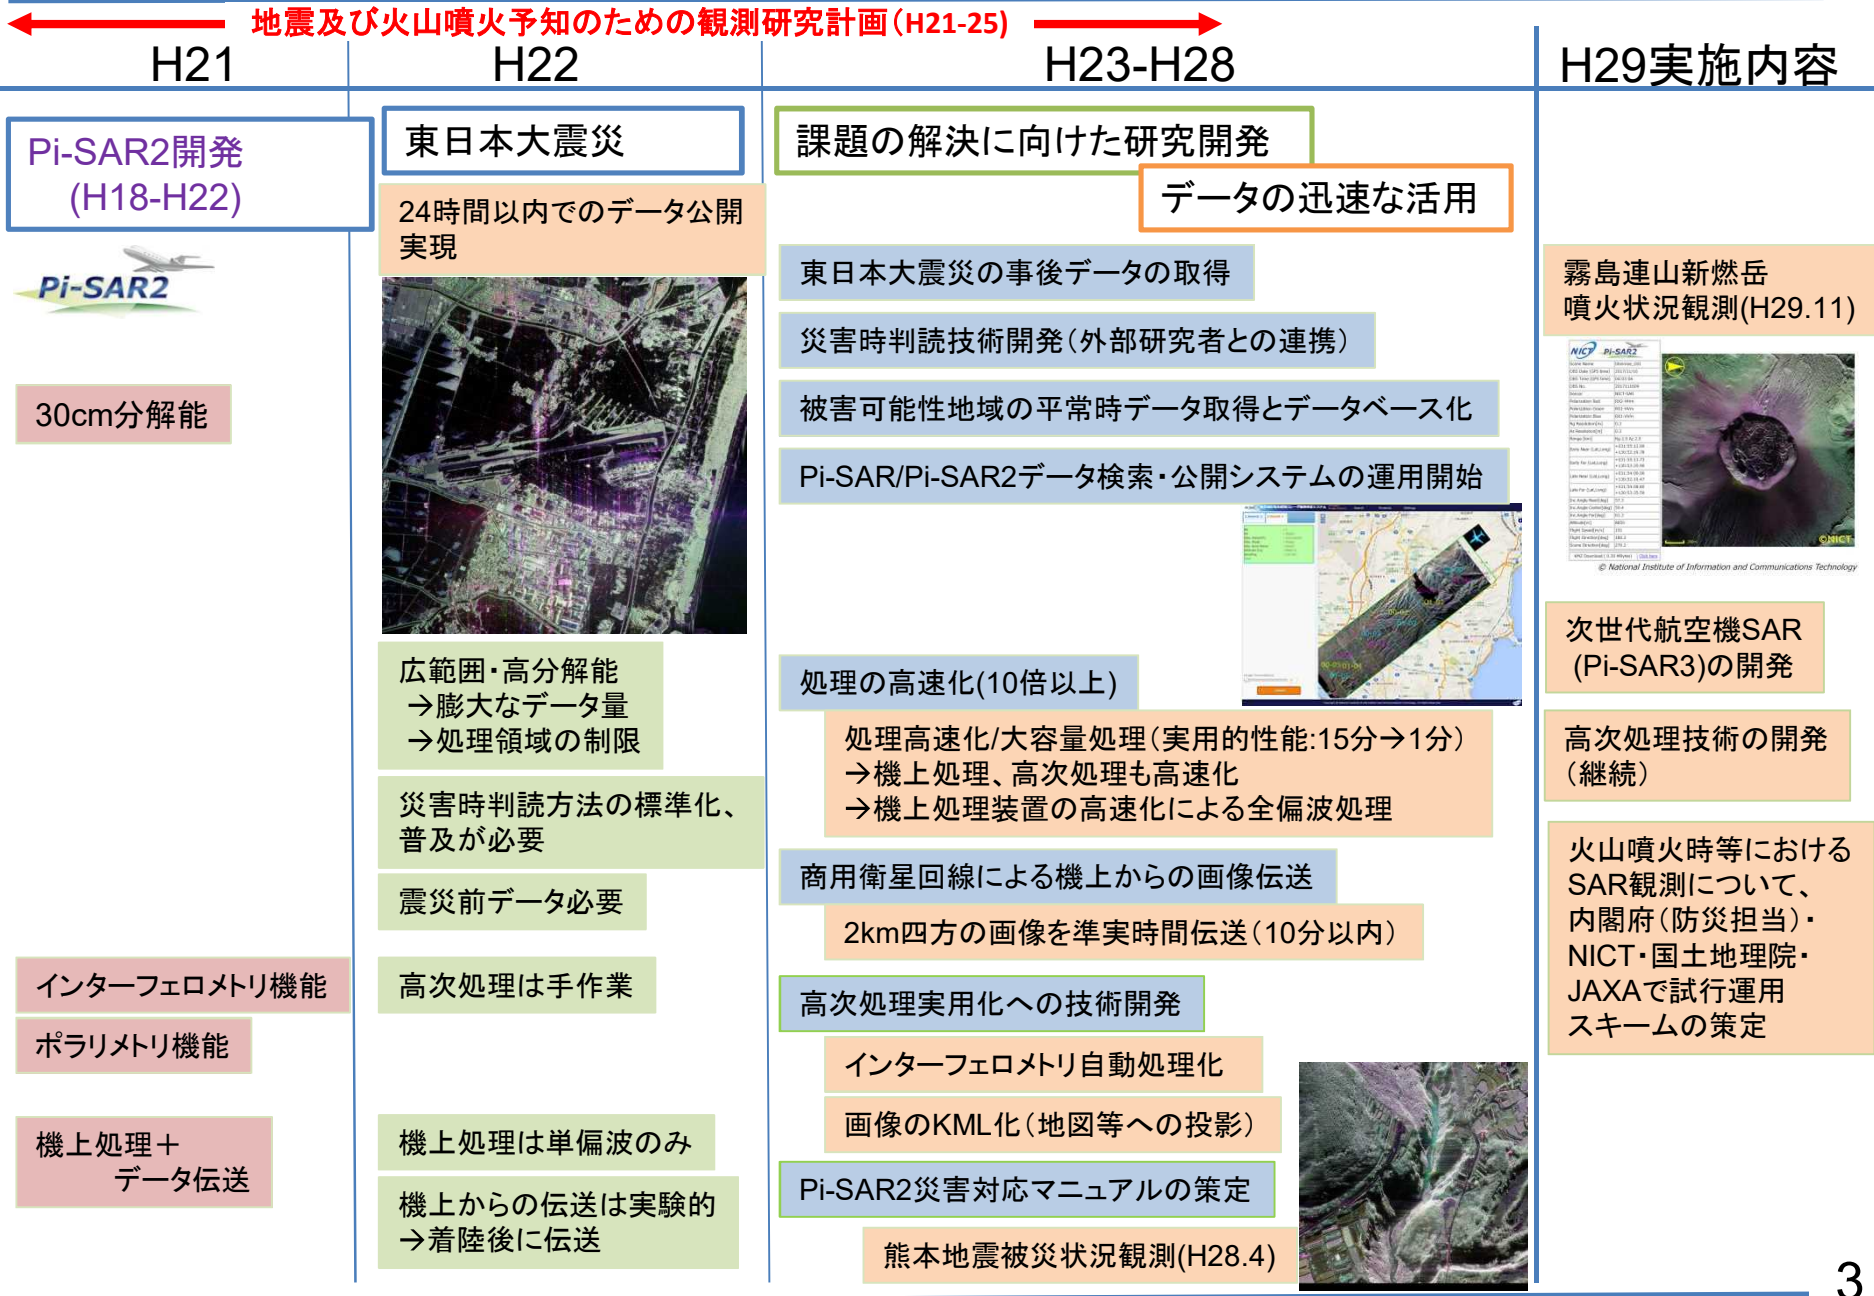 地震及び火山噴火予知のための観測研究計画（H21-25）
H21
H22
H23-H28
H29実施内容
Pi-SAR2開発
(H18-H22)
Pi-SAR2
30cm分解能
インターフェロメトリ機能
ポラリメトリ機能
機上処理＋
データ伝送
東日本大震災
24時間以内でのデータ公開
実現
広範囲・高分解能
→膨大なデータ量
→処理領域の制限
災害時判読方法の標準化、
普及が必要
震災前データ必要
高次処理は手作業
機上処理は単偏波のみ
機上からの伝送は実験的
→着陸後に伝送
課題の解決に向けた研究開発
データの迅速な活用
東日本大震災の事後データの取得
災害時判読技術開発（外部研究者との連携）
被害可能性地域の平常時データ取得とデータベース化
Pi-SAR/Pi-SAR2データ検索・公開システムの運用開始
処理の高速化(10倍以上)
処理高速化/大容量処理（実用的性能:15分→1分）
→機上処理、高次処理も高速化
→機上処理装置の高速化による全偏波処理
商用衛星回線による機上からの画像伝送
2km四方の画像を準実時間伝送（10分以内）
高次処理実用化への技術開発
インターフェロメトリ自動処理化
画像のKML化（地図等への投影）
Pi-SAR2災害対応マニュアルの策定
熊本地震被災状況観測(H28.4)
霧島連山新燃岳
噴火状況観測(H29.11)
NICT Pi-SAR2
©NICT
© National Institute of Information and Communications Technology
次世代航空機SAR
(Pi-SAR3)の開発
高次処理技術の開発
（継続）
火山噴火時等における
SAR観測について、
内閣府（防災担当）・
NICT・国土地理院・
JAXAで試行運用
スキームの策定
3